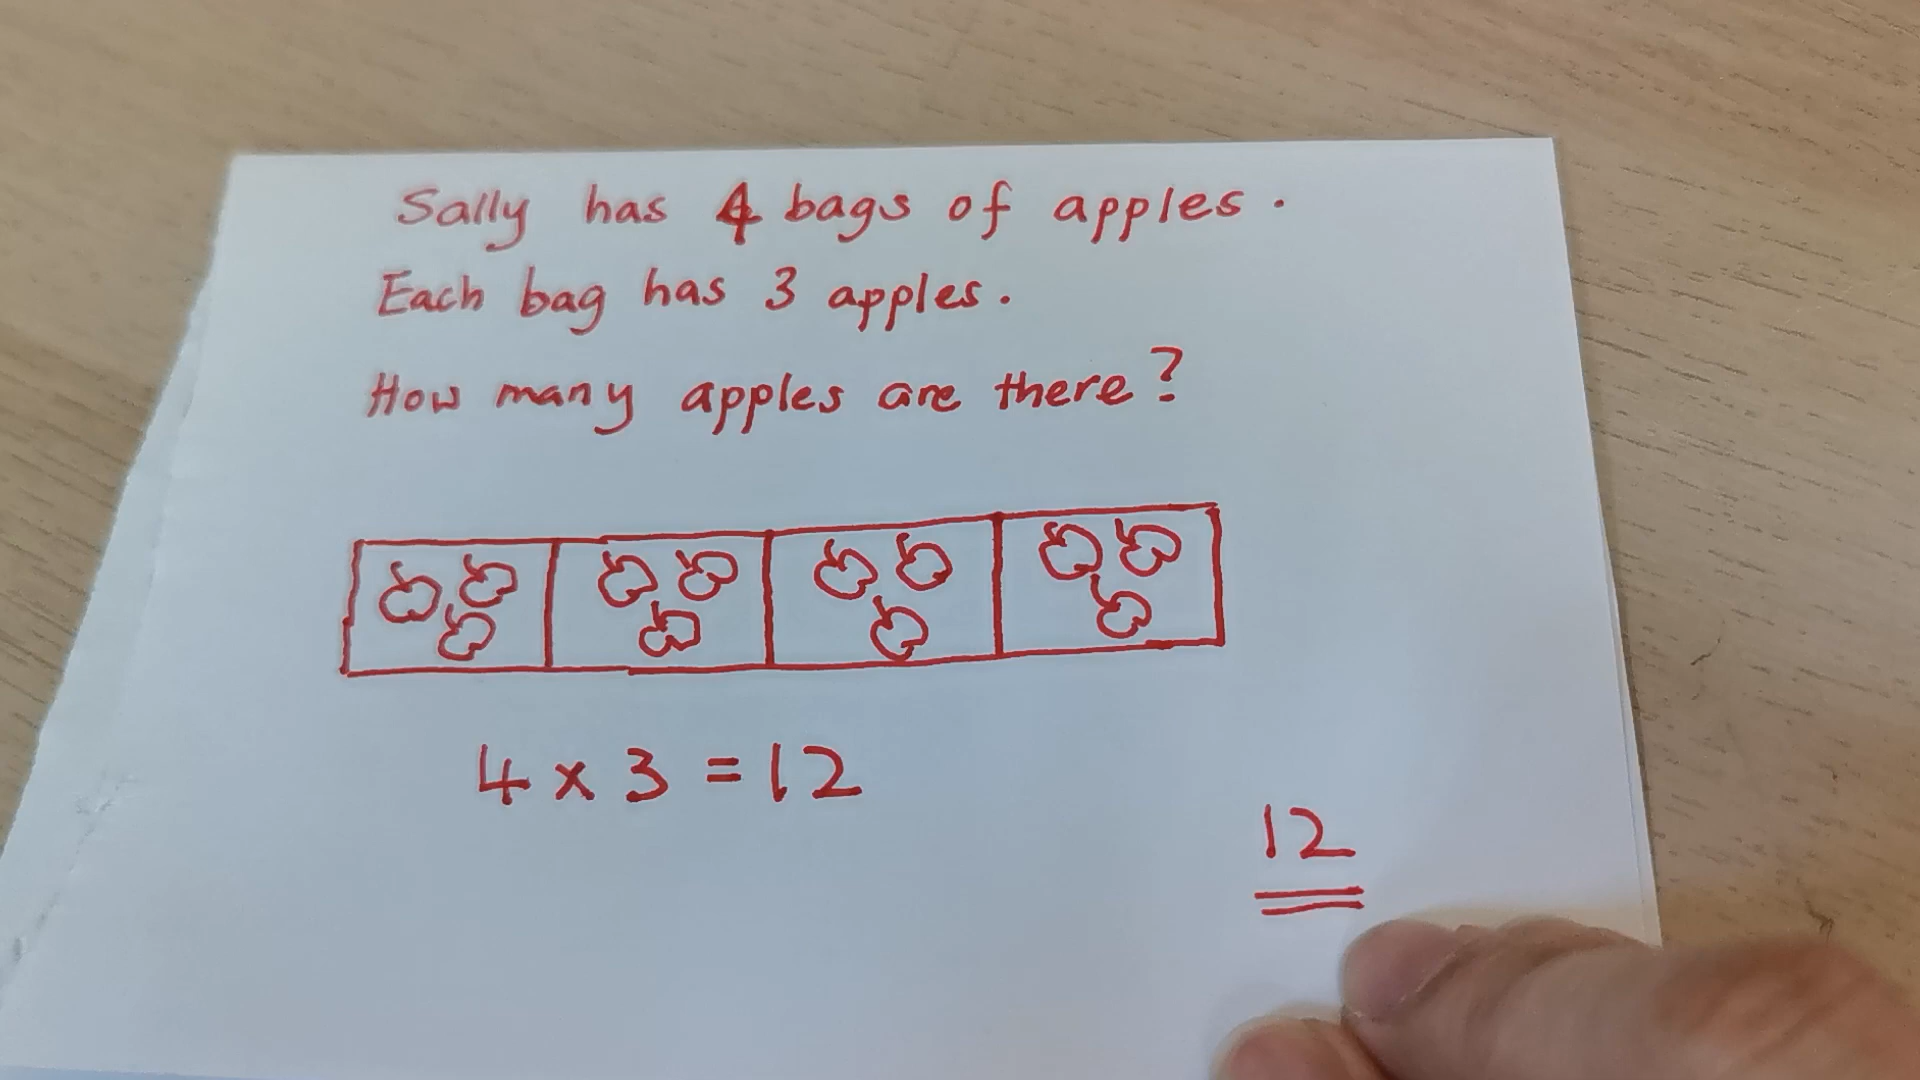 Sally has 4 bags of apples.
Each bag has 3 apples.
How many apples are there?
4 x 3 = 12
12